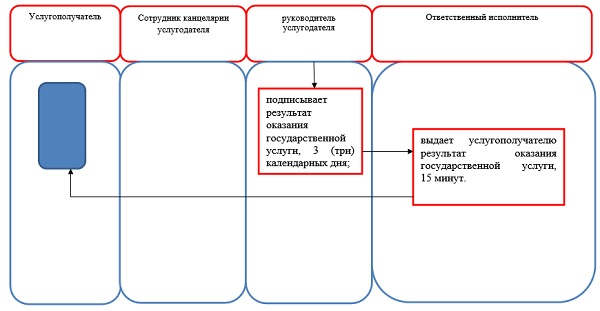 Услугополучатель
Сотрудник канцелярии
услугодателя
руководитель
услугодателя
Ответственный исполнитель
подписывает
результат
оказания
государственной
услуги, 3 (три)
календарных дня;
выдает услугополучателю
результат оказания
государственной услуги,
15 минут.